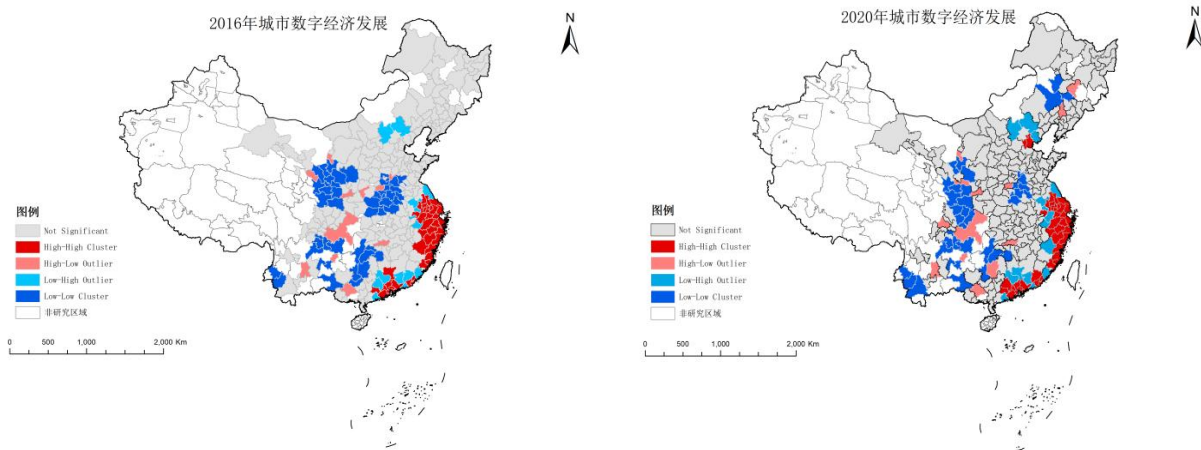 2016年城市数字经济发展
N
图例
Not Significant
High-High Cluster
High-Low Outlier
Low-High Outlier
Low-Low Cluster
非研究区域
0 500 1,000 2,000 Km
2020年城市数字经济发展
N
图例
Not Significant
High-High Cluster
High-Low Outlier
Low-High Outlier
Low-Low Cluster
非研究区域
0 500 1,000 2,000 Km